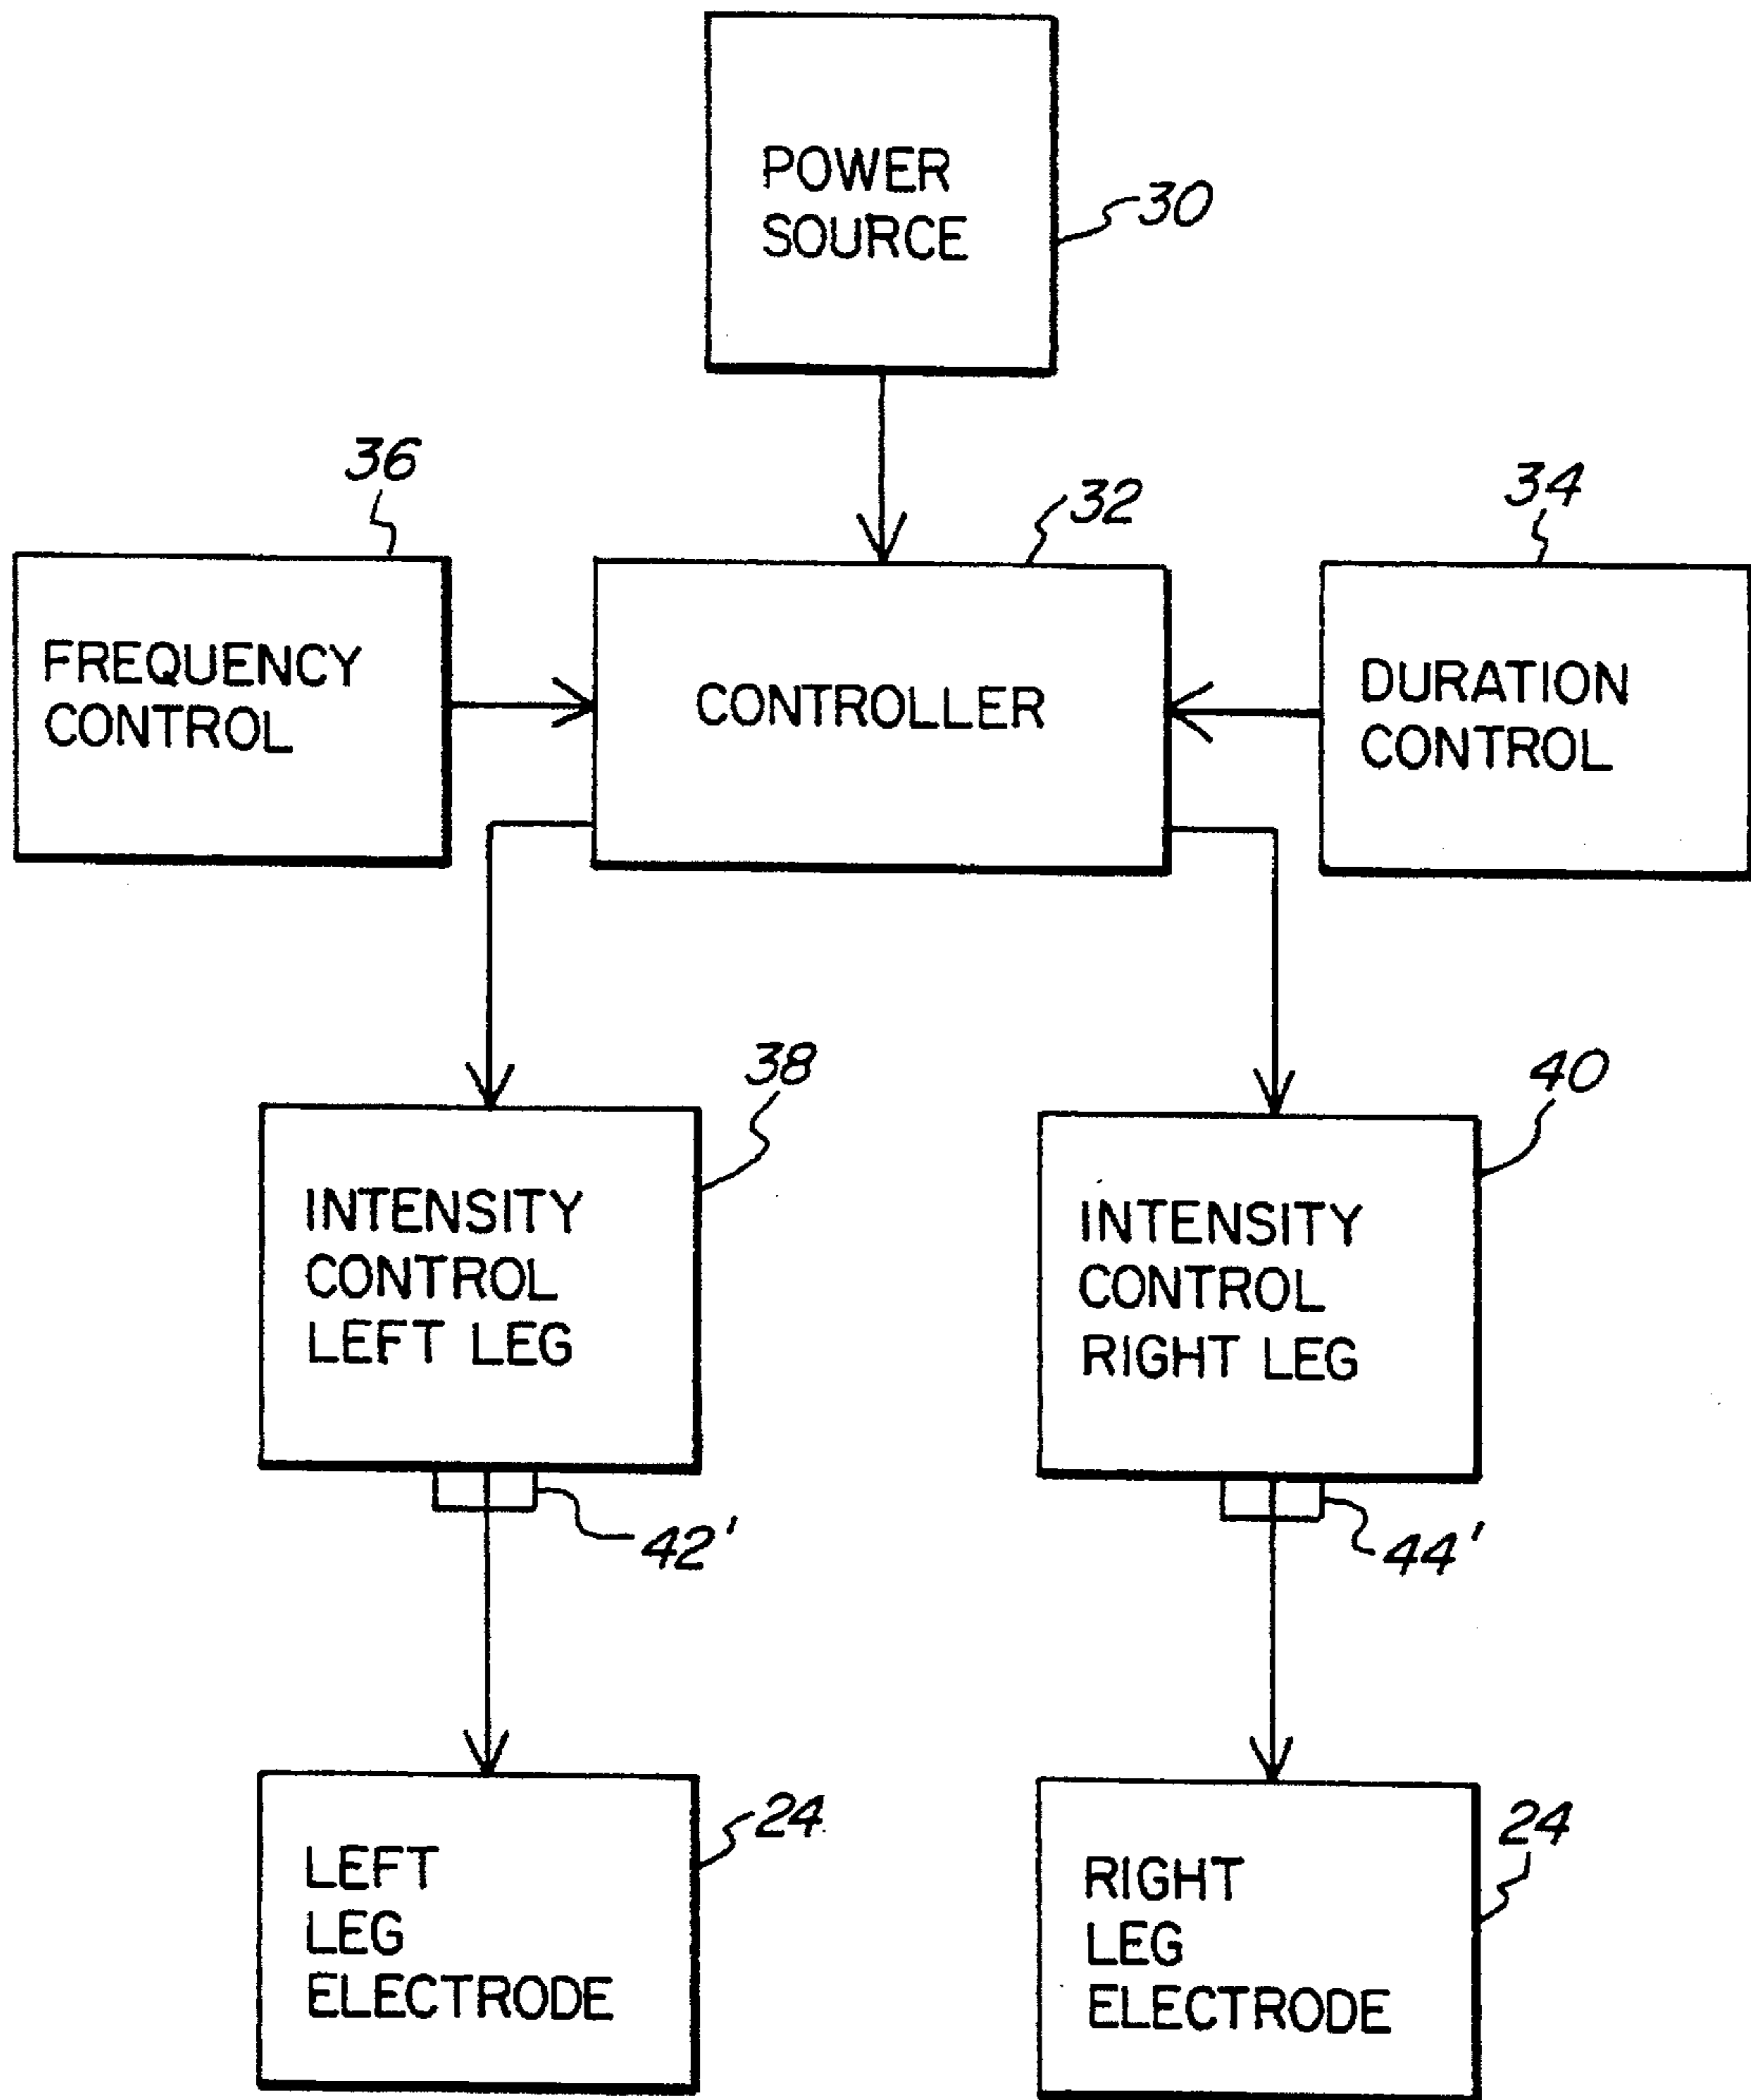 POWER
SOURCE
30
36
32
34
FREQUENCY
CONTROL
CONTROLLER
DURATION
CONTROL
38
40
INTENSITY
CONTROL
LEFT LEG
INTENSITY
CONTROL
RIGHT LEG
42'
44'
24
24
LEFT
LEG
ELECTRODE
RIGHT
LEG
ELECTRODE